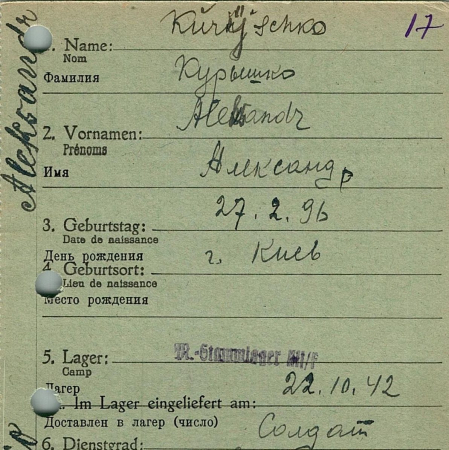 17
1. Name: Kuryschko
Nom
Курышко
Фамилия
Aleksandr
2. Vornamen:
Prénoms
Александр
Имя
27.2.96
3. Geburtstag:
Date de naissance
День рождения г. Киев
4. Geburtsort:
Lieu de naissance
Место рождения
5. Lager: M.-Stammlager
Camp
Лагерь 22.10.42
Im Lager eingeliefert am:
Доставлен в лагерь (число) Солдат
6. Dienstgrad:
Aleksandr